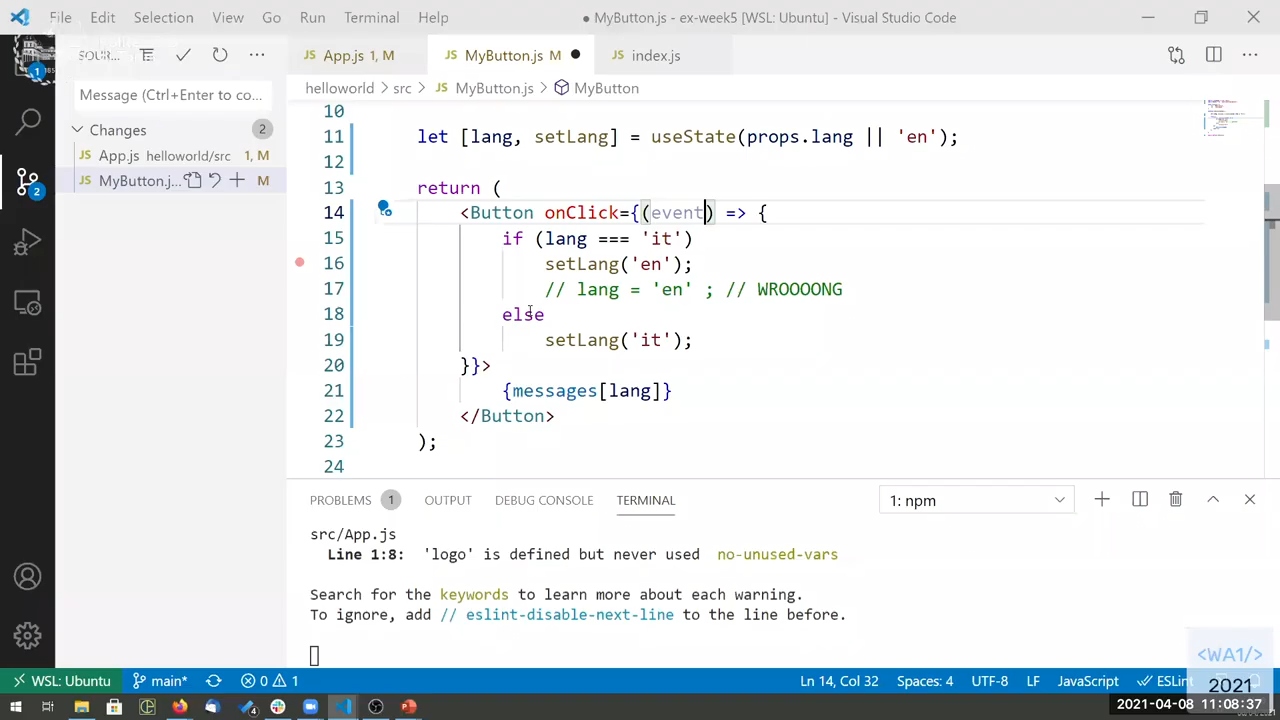 File Edit Selection View Go Run Terminal Help ● MyButton.js - ex-week5 [WSL: Ubuntu] - Visual Studio Code
App.js 1, M MyButton.js M ● index.js
JS JS JS
helloworld > src > JS MyButton.js > MyButton
Message (Ctrl+Enter to co...
Changes 2
JS App.js helloworld/src 1, M
JS MyButton.j... M
1
2
10
11 let [lang, setLang] = useState(props.lang || 'en');
12
13 return (
14 <Button onClick={(event) => {
15 if (lang === 'it')
16 setLang('en');
17 // lang = 'en' ; // WROOOONG
18 else
19 setLang('it');
20 }}>
21 {messages[lang]}
22 </Button>
23 );
24
PROBLEMS 1 OUTPUT DEBUG CONSOLE TERMINAL 1: npm
src/App.js
Line 1:8: 'logo' is defined but never used no-unused-vars
Search for the keywords to learn more about each warning.
To ignore, add // eslint-disable-next-line to the line before.
<WA1/>
2021
WSL: Ubuntu main* 0 1 Ln 14, Col 32 Spaces: 4 UTF-8 LF JavaScript ESLin
2021-04-08 11:08:37